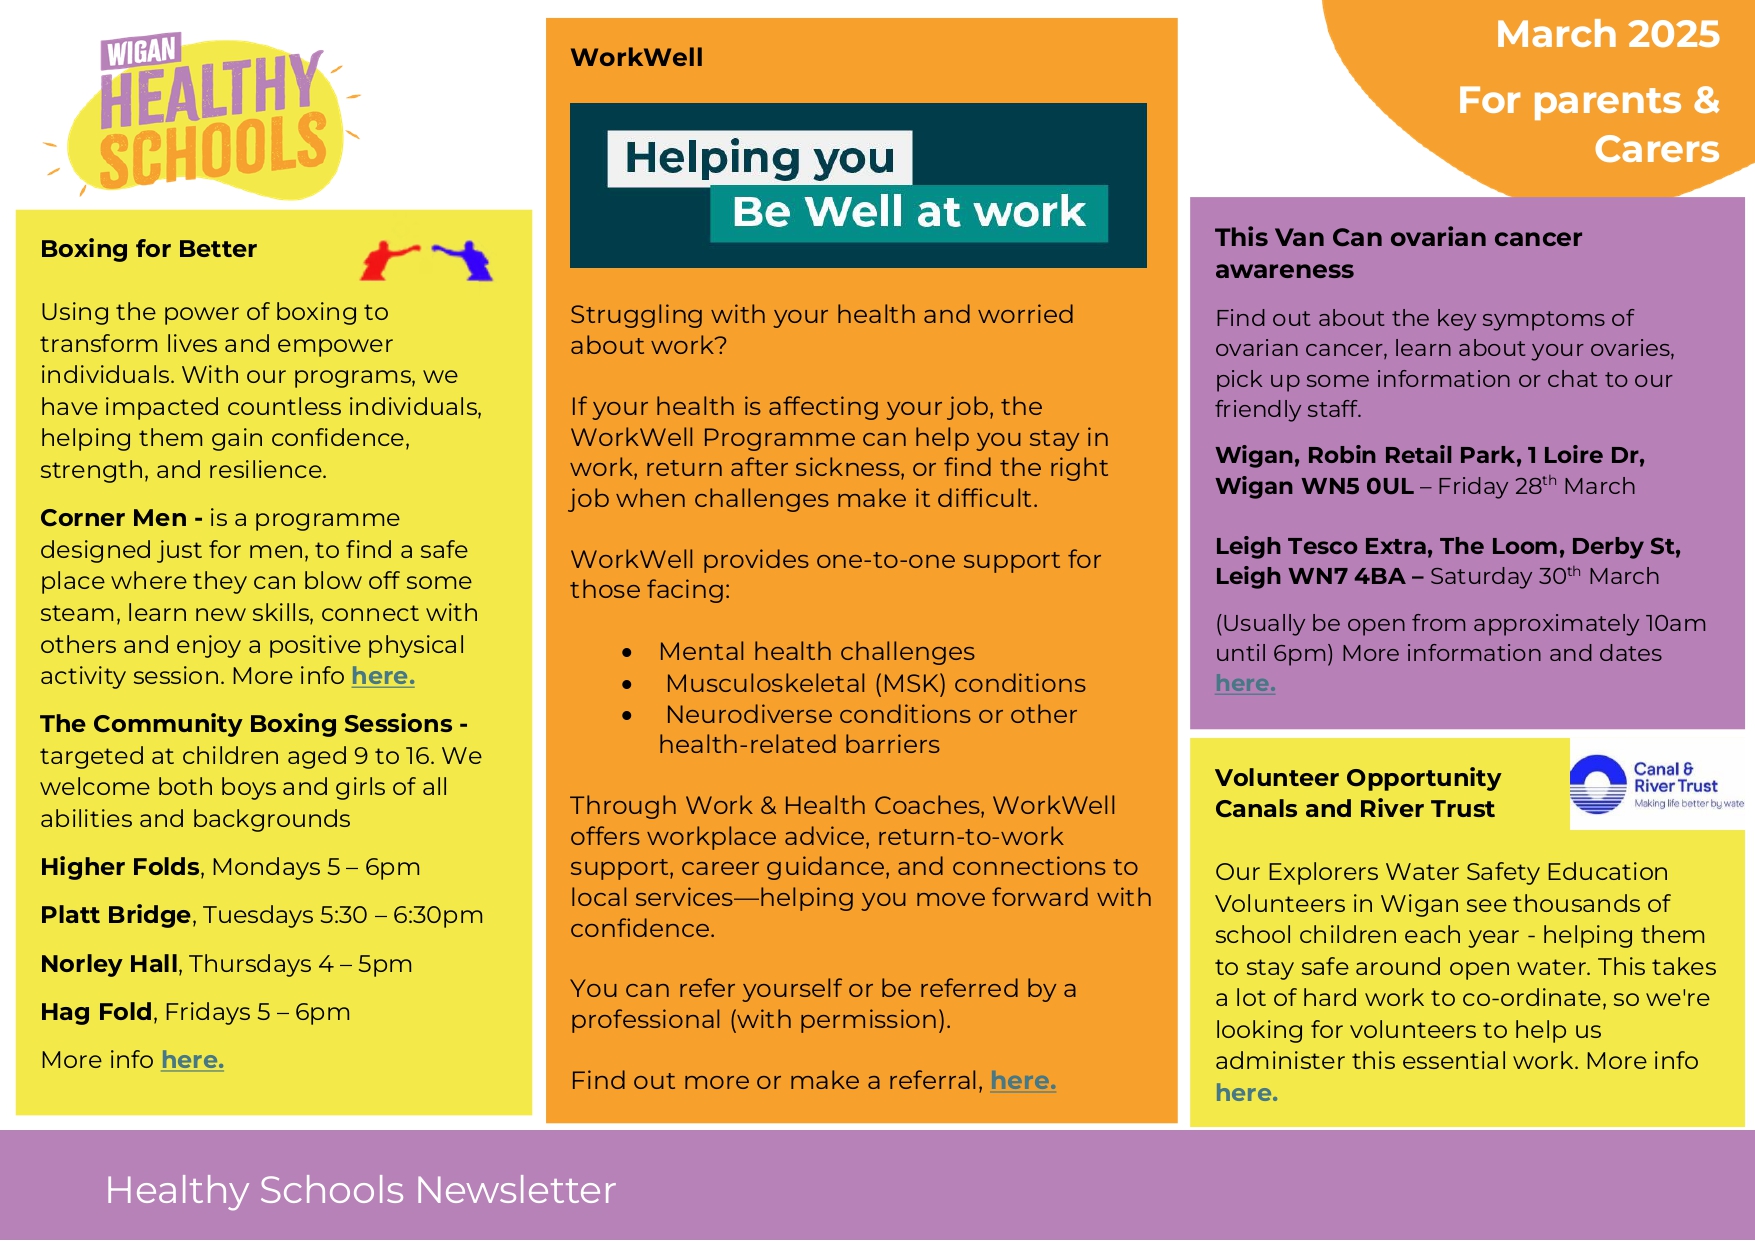 WIGAN
HEALTHY
SCHOOLS
Boxing for Better
Using the power of boxing to
transform lives and empower
individuals. With our programs, we
have impacted countless individuals,
helping them gain confidence,
strength, and resilience.
Corner Men - is a programme
designed just for men, to find a safe
place where they can blow off some
steam, learn new skills, connect with
others and enjoy a positive physical
activity session. More info here.
The Community Boxing Sessions -
targeted at children aged 9 to 16. We
welcome both boys and girls of all
abilities and backgrounds
Higher Folds, Mondays 5 – 6pm
Platt Bridge, Tuesdays 5:30 – 6:30pm
Norley Hall, Thursdays 4 – 5pm
Hag Fold, Fridays 5 – 6pm
More info here.
WorkWell
Helping you
Be Well at work
Struggling with your health and worried
about work?
If your health is affecting your job, the
WorkWell Programme can help you stay in
work, return after sickness, or find the right
job when challenges make it difficult.
WorkWell provides one-to-one support for
those facing:
• Mental health challenges
• Musculoskeletal (MSK) conditions
• Neurodiverse conditions or other
health-related barriers
Through Work & Health Coaches, WorkWell
offers workplace advice, return-to-work
support, career guidance, and connections to
local services—helping you move forward with
confidence.
You can refer yourself or be referred by a
professional (with permission).
Find out more or make a referral, here.
March 2025
For parents &
Carers
This Van Can ovarian cancer
awareness
Find out about the key symptoms of
ovarian cancer, learn about your ovaries,
pick up some information or chat to our
friendly staff.
Wigan, Robin Retail Park, 1 Loire Dr,
Wigan WN5 0UL – Friday 28th March
Leigh Tesco Extra, The Loom, Derby St,
Leigh WN7 4BA – Saturday 30th March
(Usually be open from approximately 10am
until 6pm) More information and dates
here.
Volunteer Opportunity
Canals and River Trust
Canal &
River Trust
Making life better by wate
Our Explorers Water Safety Education
Volunteers in Wigan see thousands of
school children each year - helping them
to stay safe around open water. This takes
a lot of hard work to co-ordinate, so we're
looking for volunteers to help us
administer this essential work. More info
here.
Healthy Schools Newsletter